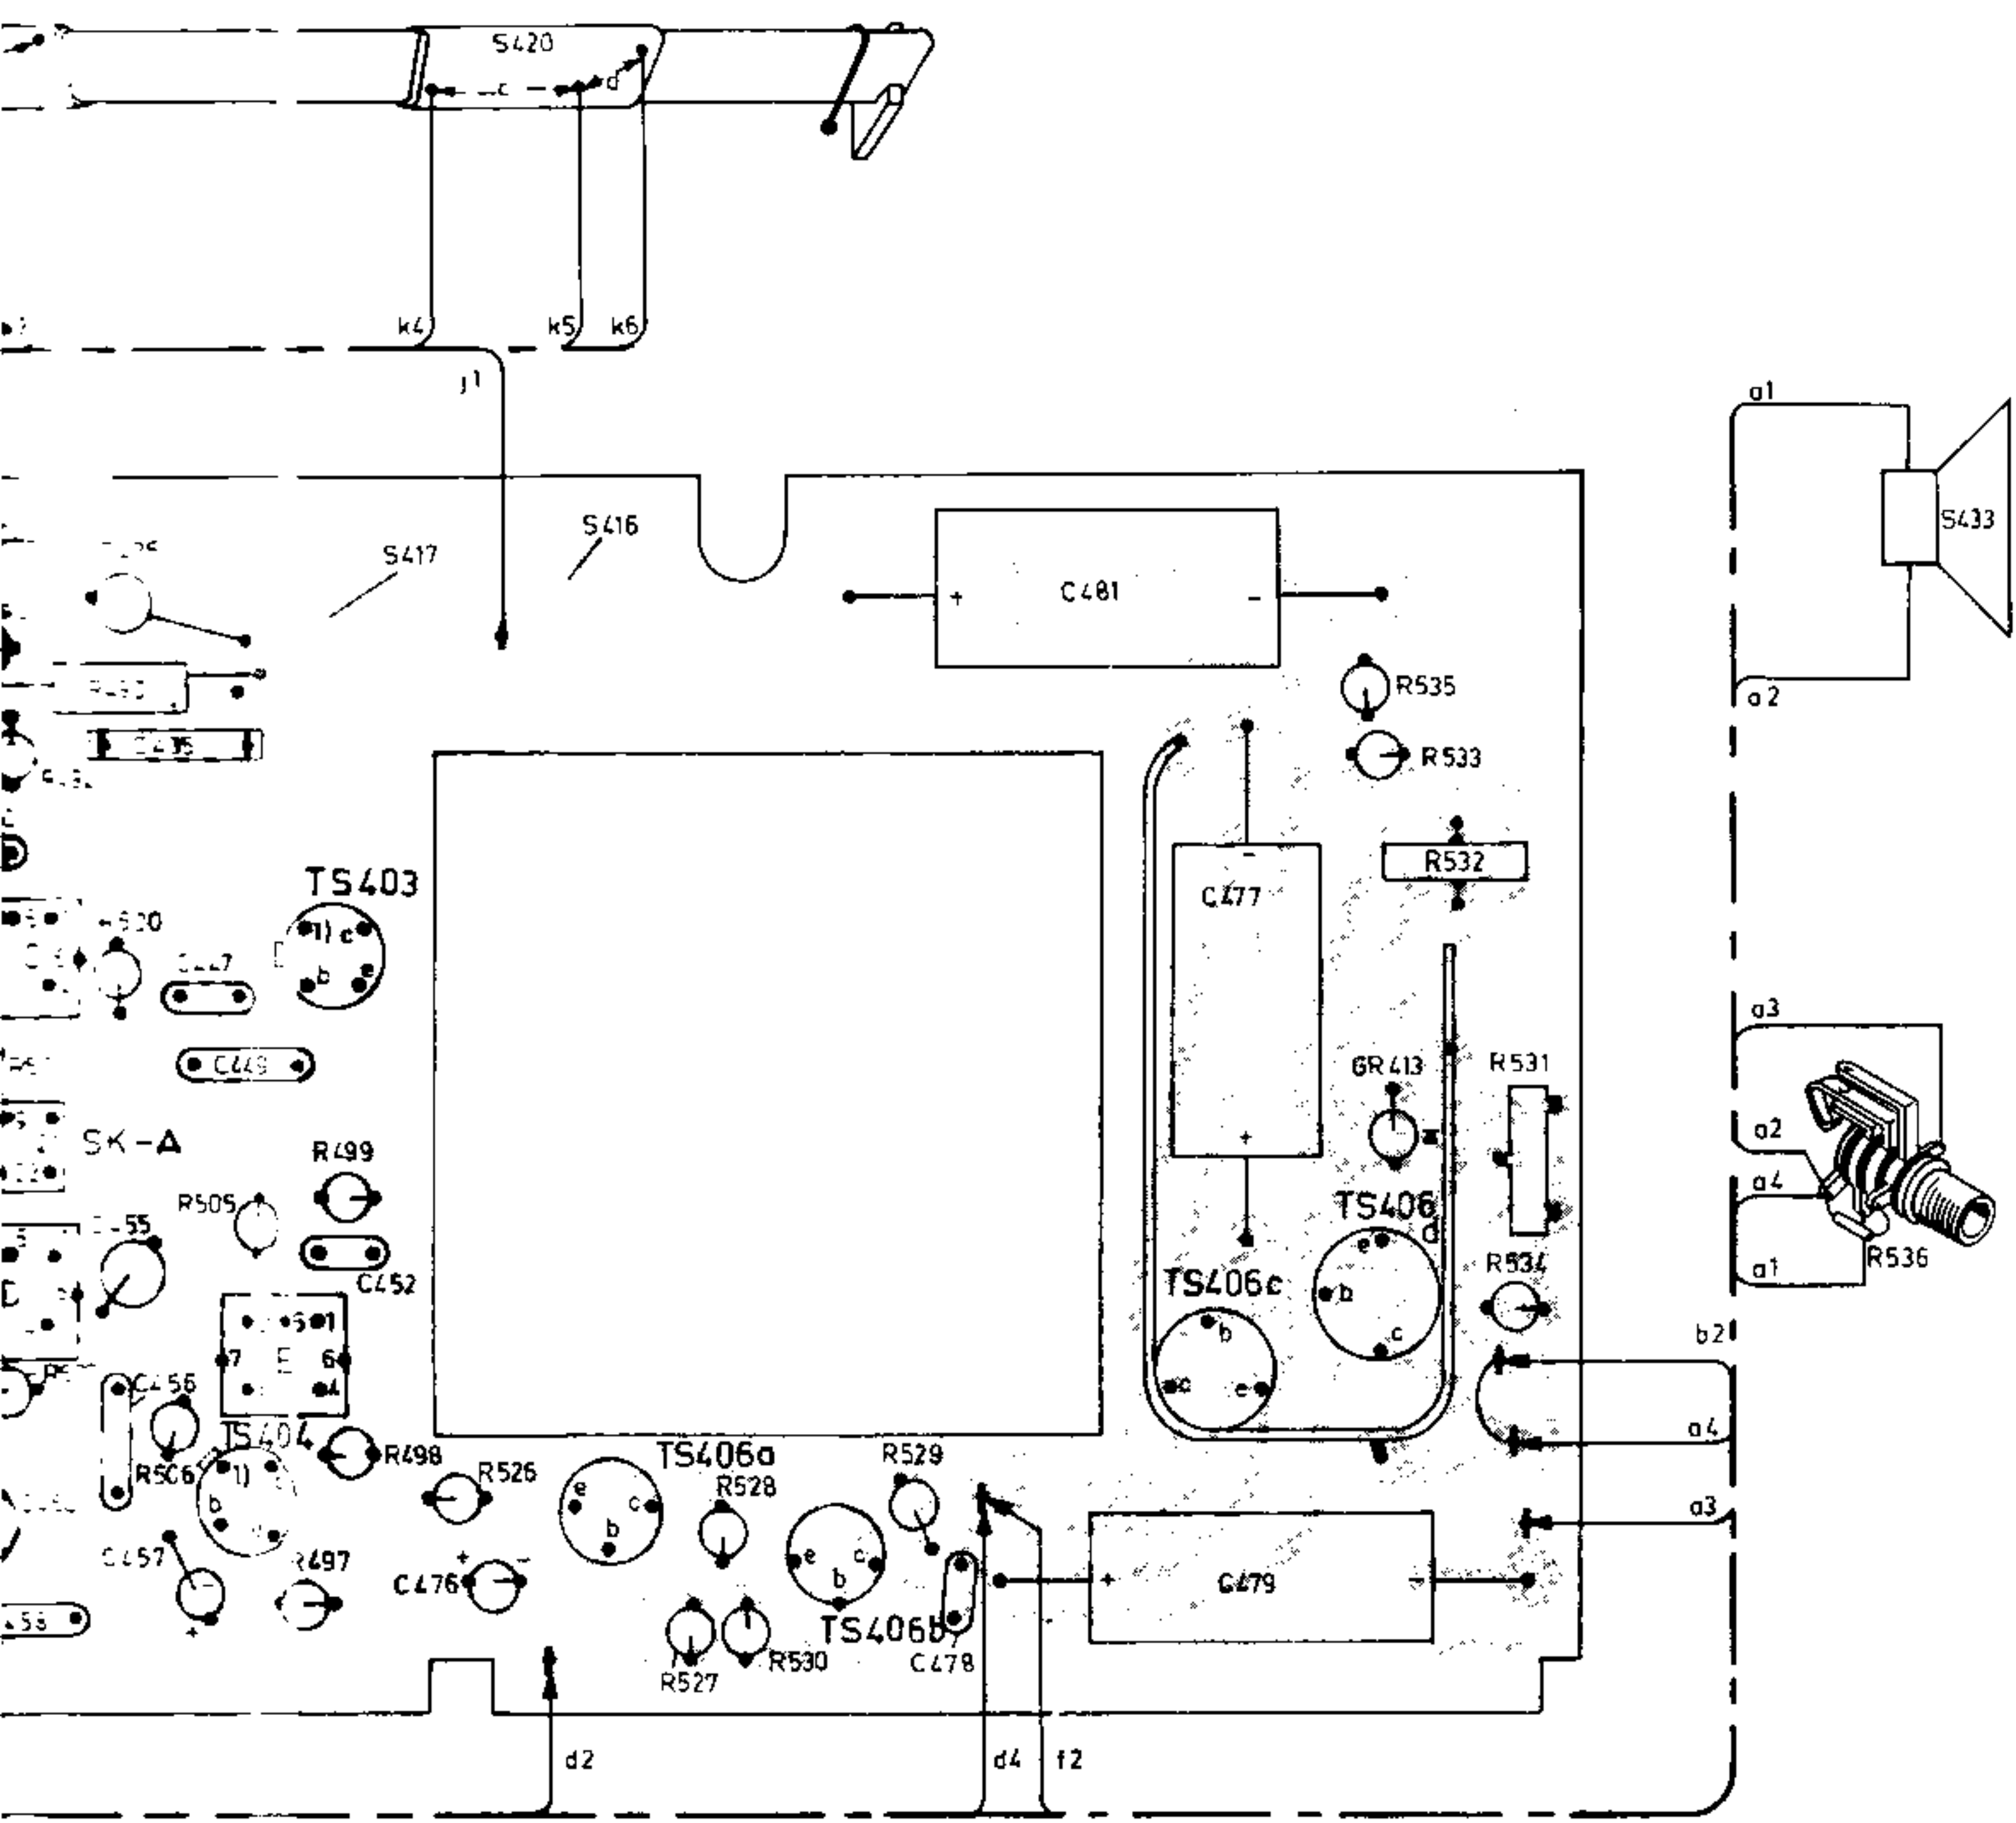 S420
c
d
k4
k5
k6
j1
a1
S416
S417
S433
C481
a2
R535
R533
R532
TS403
C477
1) c
b e
C447
a3
C449
GR413
R531
SK-A
R499
a2
R505
a4
TS406
d
C452
R534
R536
TS406c
a1
e
b
c
b2
5 1
7 E 6
4
b
c e
C456
TS404
R498
R506
1)
b
TS406a
R529
a4
R526
R528
e c
b
a3
C457
R497
C476
+ -
e c
b
+ C479 -
TS406b
R527
R530
C478
d2
d4
f2